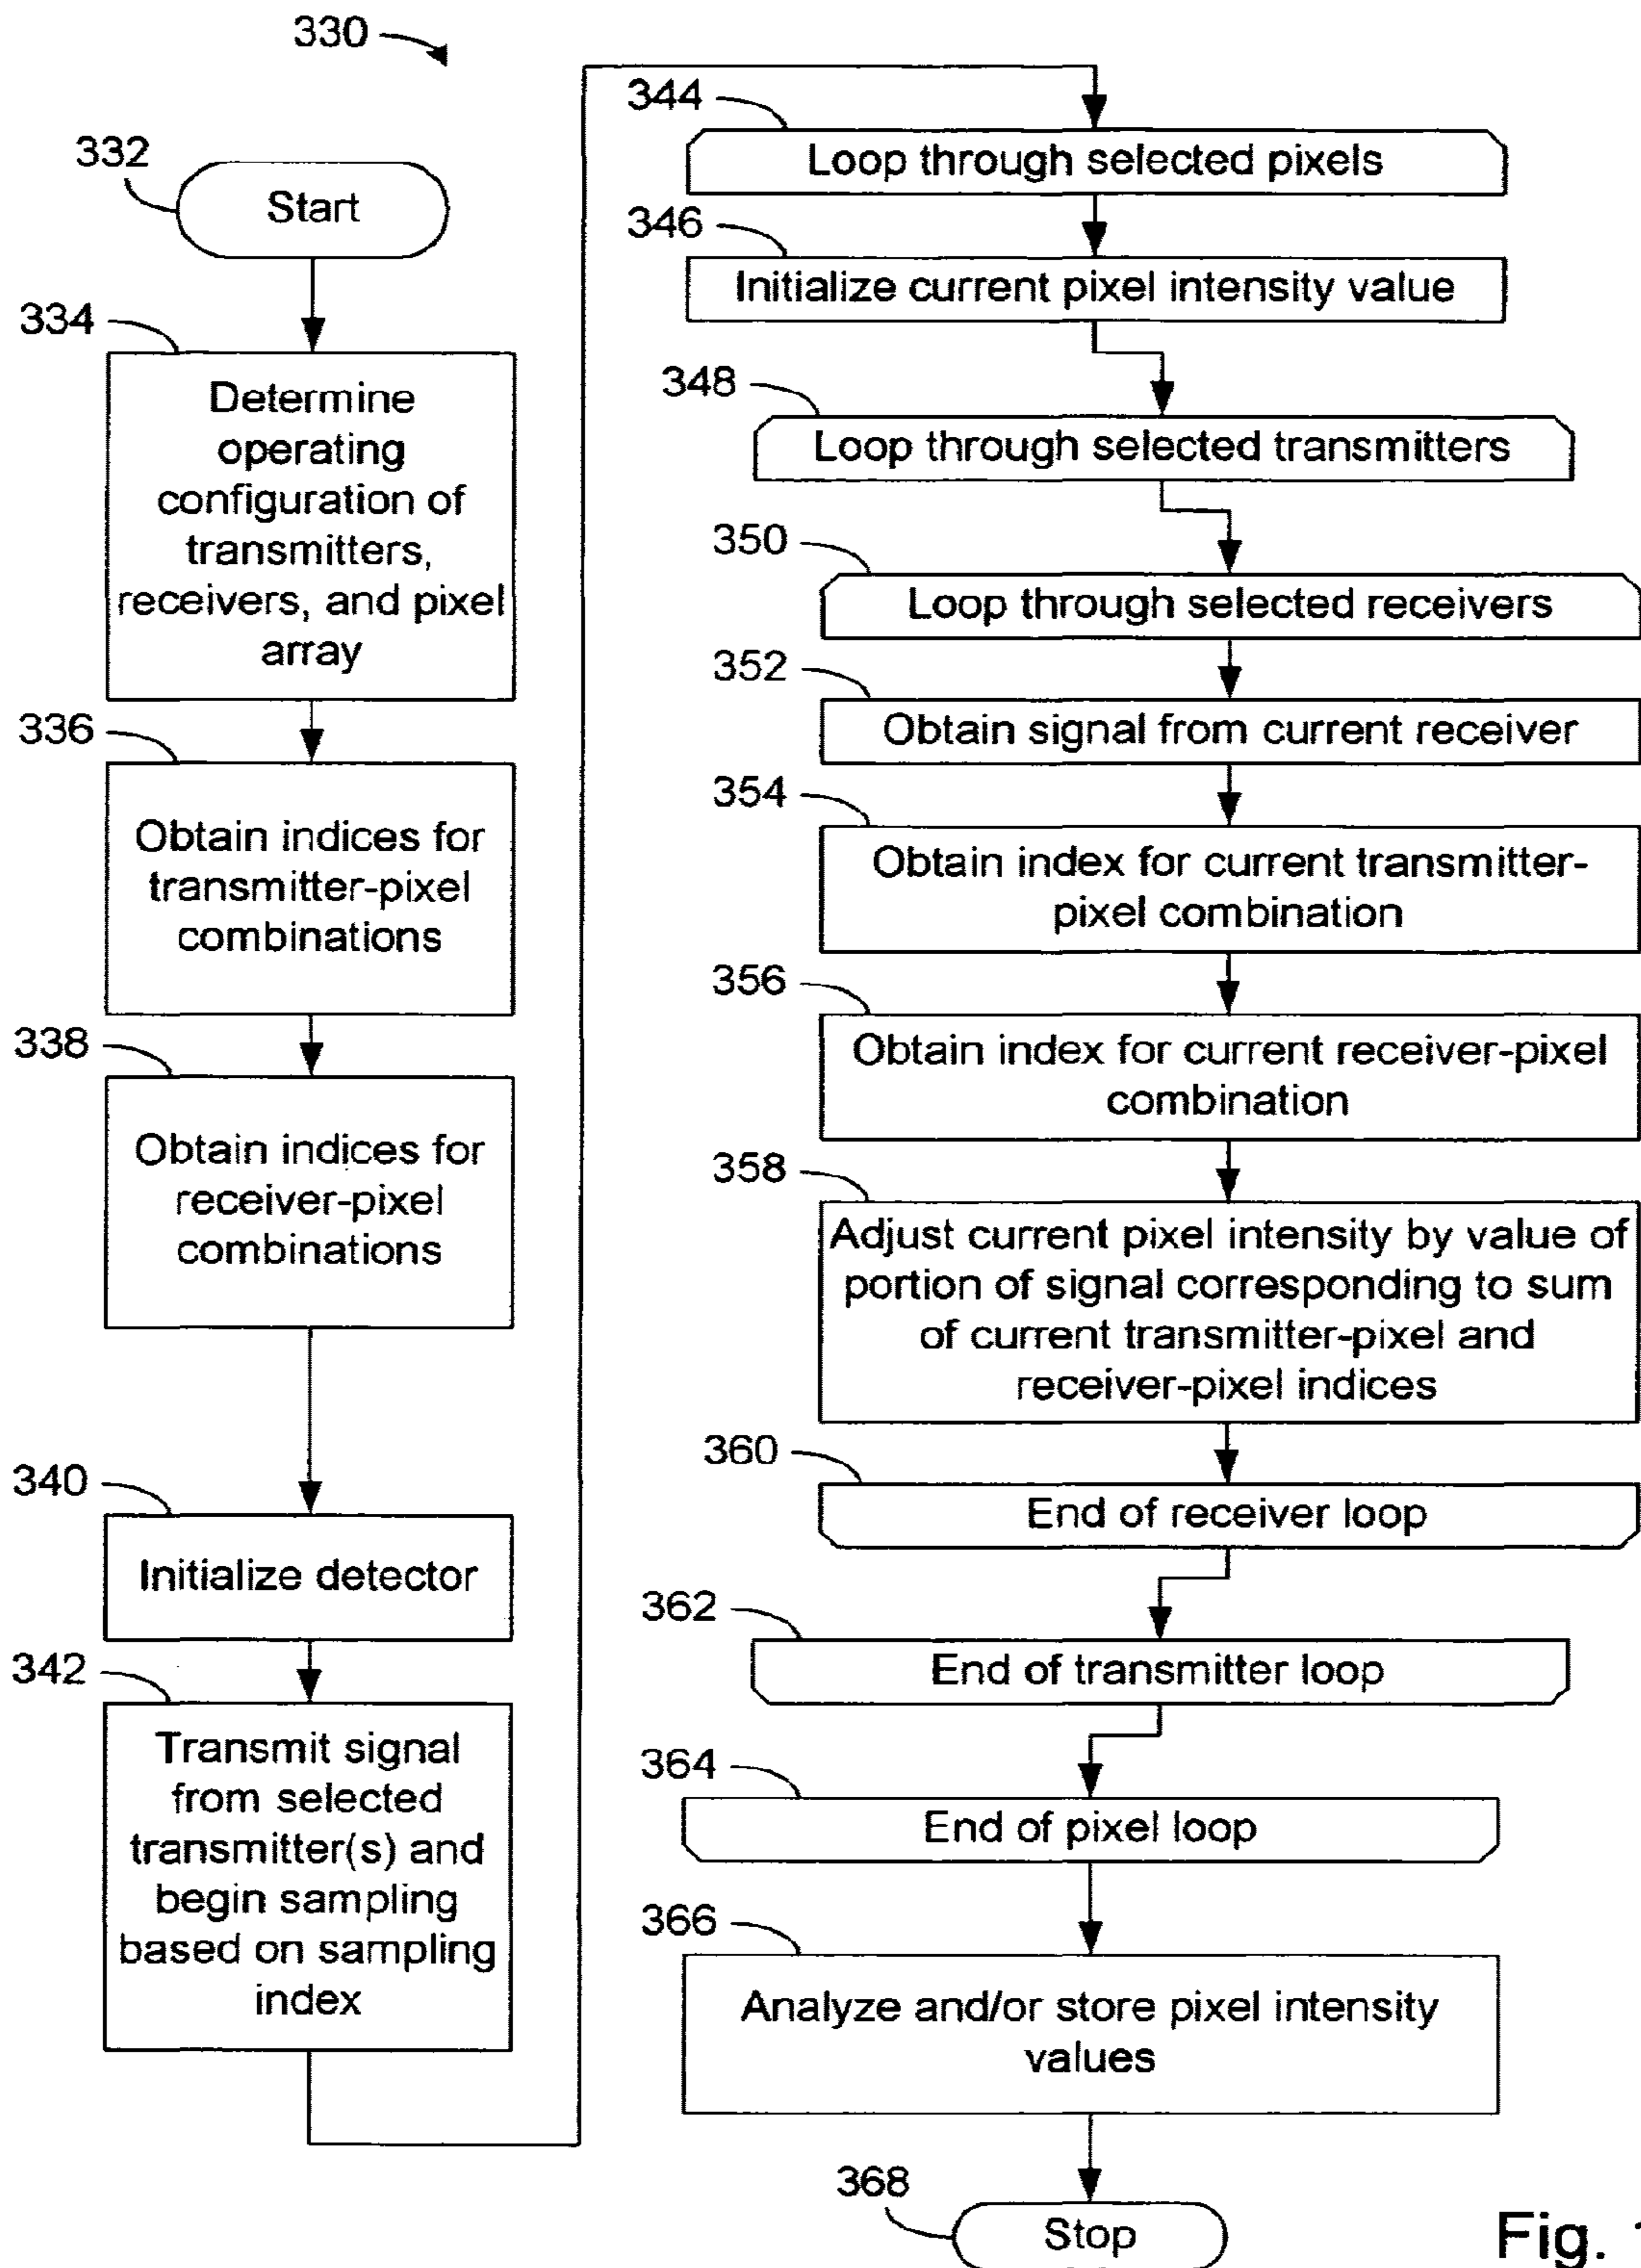 330
332
Start
334
Determine
operating
configuration of
transmitters,
receivers, and pixel
array
336
Obtain indices for
transmitter-pixel
combinations
338
Obtain indices for
receiver-pixel
combinations
340
Initialize detector
342
Transmit signal
from selected
transmitter(s) and
begin sampling
based on sampling
index
344
Loop through selected pixels
346
Initialize current pixel intensity value
348
Loop through selected transmitters
350
Loop through selected receivers
352
Obtain signal from current receiver
354
Obtain index for current transmitter-
pixel combination
356
Obtain index for current receiver-pixel
combination
358
Adjust current pixel intensity by value of
portion of signal corresponding to sum
of current transmitter-pixel and
receiver-pixel indices
360
End of receiver loop
362
End of transmitter loop
364
End of pixel loop
366
Analyze and/or store pixel intensity
values
368
Stop
Fig.